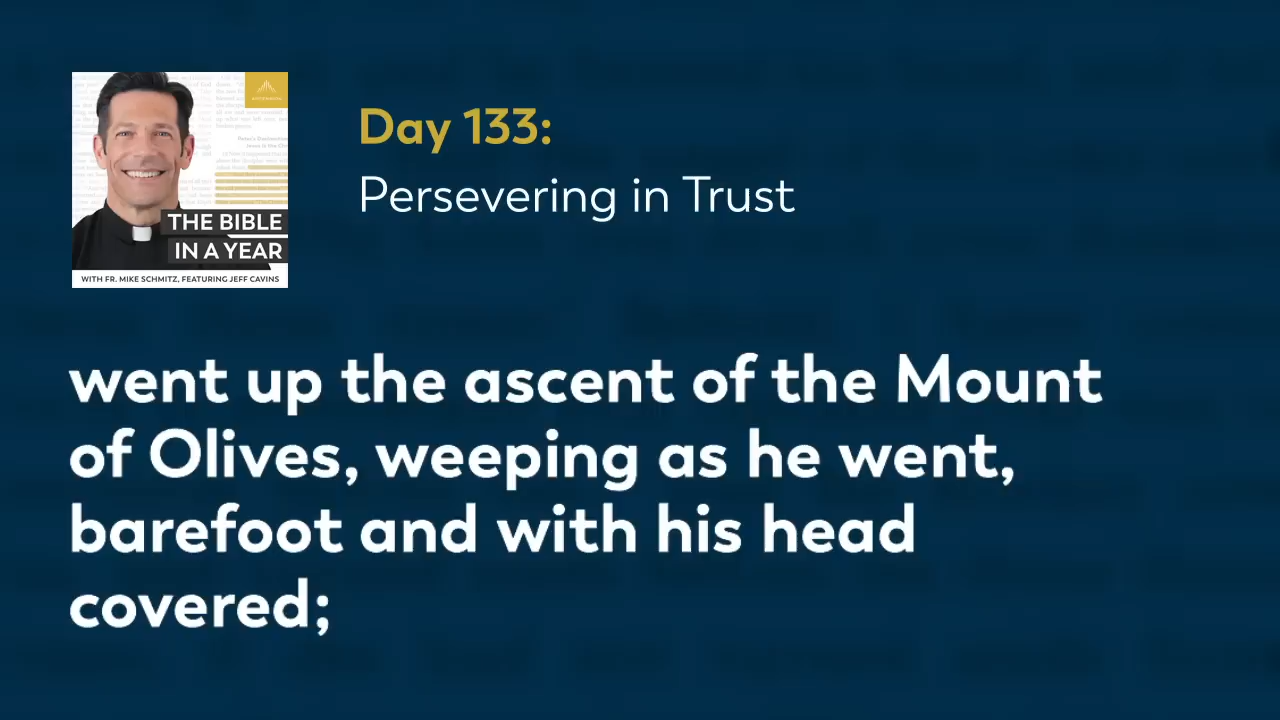 THE BIBLE
IN A YEAR
WITH FR. MIKE SCHMITZ, FEATURING JEFF CAVINS
Day 133:
Persevering in Trust
went up the ascent of the Mount
of Olives, weeping as he went,
barefoot and with his head
covered;